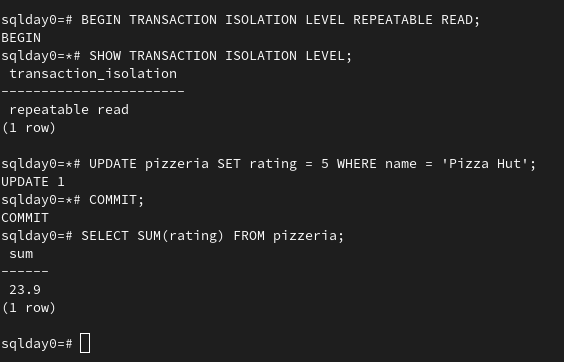 sqlday0=# BEGIN TRANSACTION ISOLATION LEVEL REPEATABLE READ;
BEGIN
sqlday0=*# SHOW TRANSACTION ISOLATION LEVEL;
 transaction_isolation
-----------------------
 repeatable read
(1 row)

sqlday0=*# UPDATE pizzeria SET rating = 5 WHERE name = 'Pizza Hut';
UPDATE 1
sqlday0=*# COMMIT;
COMMIT
sqlday0=# SELECT SUM(rating) FROM pizzeria;
 sum
------
 23.9
(1 row)

sqlday0=#